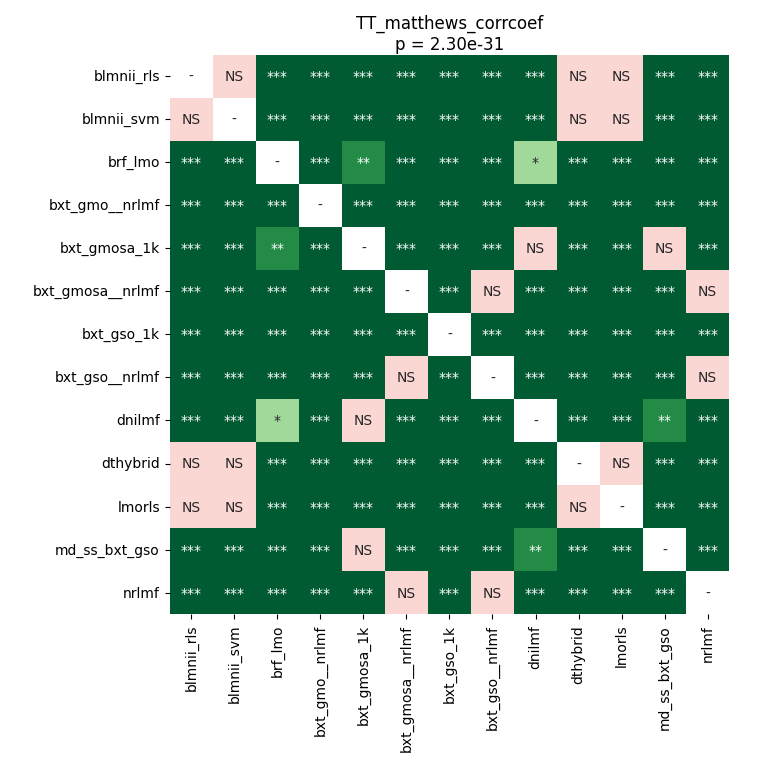 TT_matthews_corrcoef
p = 2.30e-31
blmnii_rls - NS *** *** *** *** *** *** *** NS NS *** ***
blmnii_svm NS - *** *** *** *** *** *** *** NS NS *** ***
brf_lmo *** *** - *** ** *** *** *** * *** *** *** ***
bxt_gmo__nrlmf *** *** *** - *** *** *** *** *** *** *** *** ***
bxt_gmosa_1k *** *** ** *** - *** *** *** NS *** *** NS ***
bxt_gmosa__nrlmf *** *** *** *** *** - *** NS *** *** *** *** NS
bxt_gso_1k *** *** *** *** *** *** - *** *** *** *** *** ***
bxt_gso__nrlmf *** *** *** *** *** NS *** - *** *** *** *** NS
dnilmf *** *** * *** NS *** *** *** - *** *** ** ***
dthybrid NS NS *** *** *** *** *** *** *** - NS *** ***
lmorls NS NS *** *** *** *** *** *** *** NS - *** ***
md_ss_bxt_gso *** *** *** *** NS *** *** *** ** *** *** - ***
nrlmf *** *** *** *** *** NS *** NS *** *** *** *** -
blmnii_rls
blmnii_svm
brf_lmo
bxt_gmo__nrlmf
bxt_gmosa_1k
bxt_gmosa__nrlmf
bxt_gso_1k
bxt_gso__nrlmf
dnilmf
dthybrid
lmorls
md_ss_bxt_gso
nrlmf